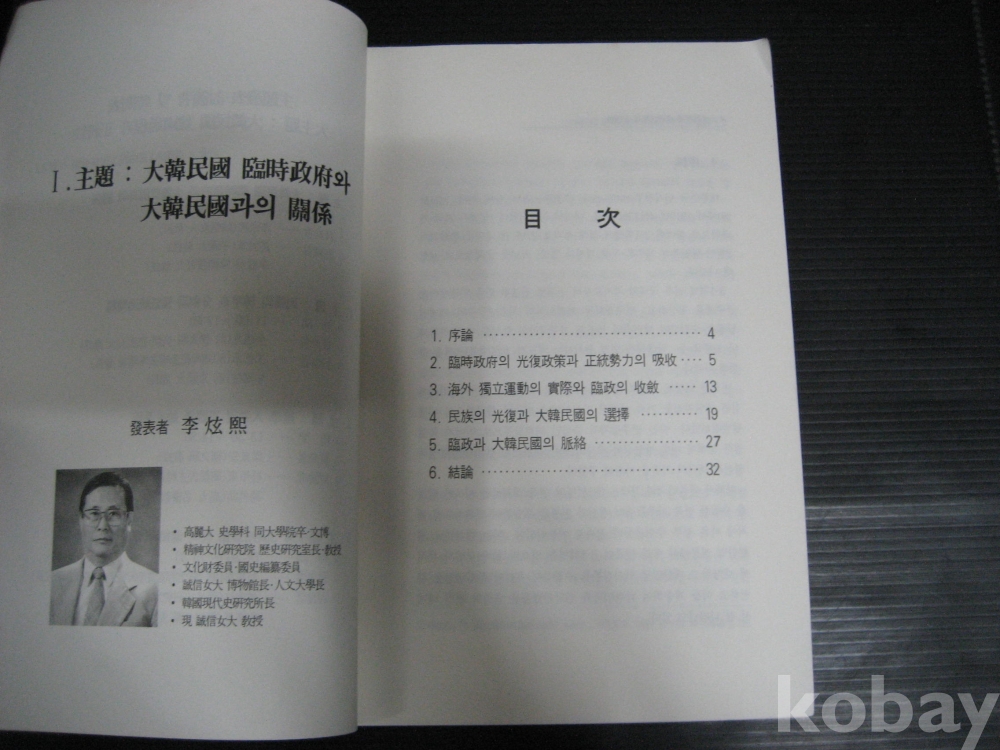 Ⅰ.主題 : 大韓民國 臨時政府와
大韓民國과의 關係
發表者 李炫熙
• 高麗大 史學科 同大學院卒·文博
• 精神文化硏究院 歷史硏究室長·敎授
• 文化財委員·國史編纂委員
• 誠信女大 博物館長·人文大學長
• 韓國現代史硏究所長
• 現 誠信女大 敎授
目 次
1. 序論 ········ 4
2. 臨時政府의 光復政策과 正統勢力의 吸收 ···· 5
3. 海外 獨立運動의 實際와 臨政의 收斂 ····· 13
4. 民族의 光復과 大韓民國의 選擇 ········ 19
5. 臨政과 大韓民國의 脈絡 ········ 27
6. 結論 ········ 32
kobay